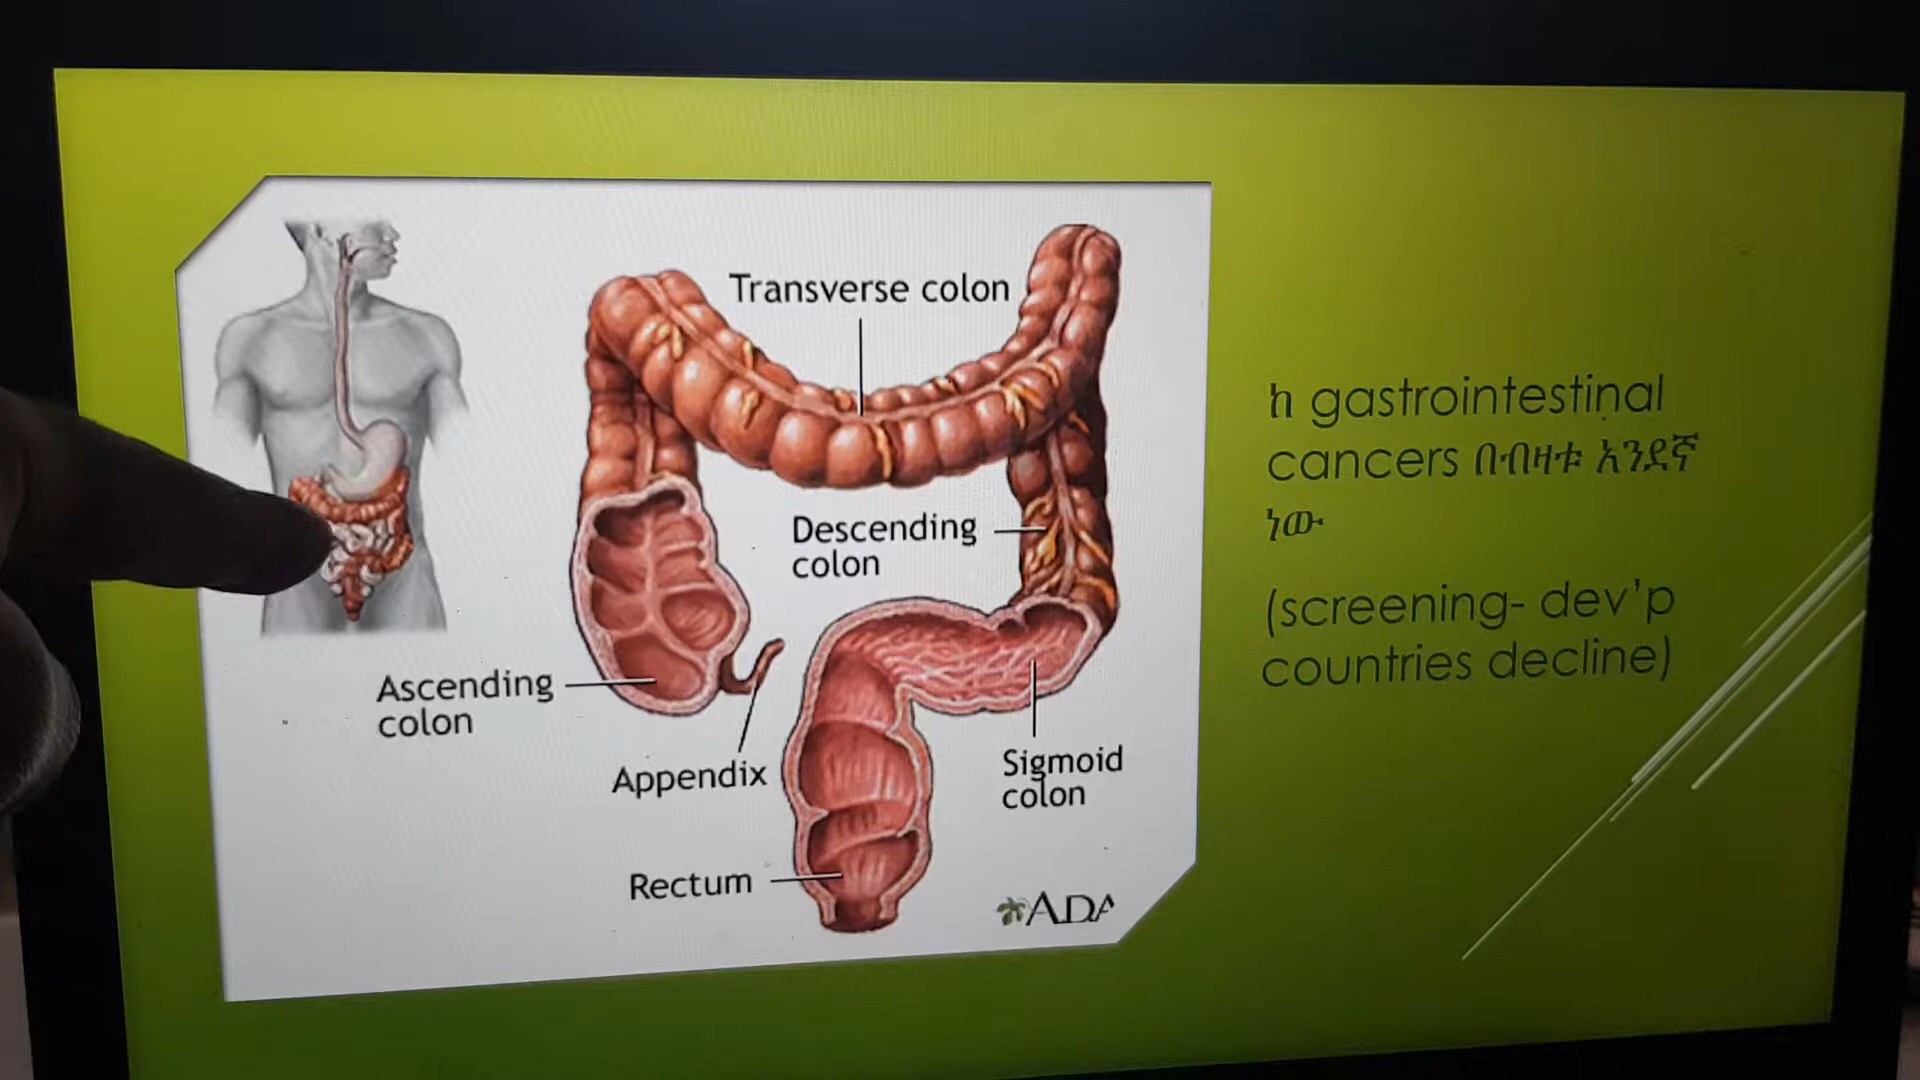 Transverse colon
Descending
colon
Ascending
colon
Appendix
Sigmoid
colon
Rectum
ADA
ከ gastrointestinal
cancers በብዛቱ አንደኛ
ነው
(screening- dev'p
countries decline)